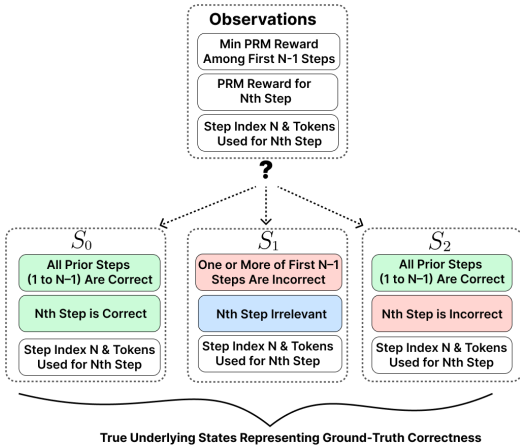 Observations
Min PRM Reward
Among First N-1 Steps
PRM Reward for
Nth Step
Step Index N & Tokens
Used for Nth Step
?
S0
All Prior Steps
(1 to N–1) Are Correct
Nth Step is Correct
Step Index N & Tokens
Used for Nth Step
S1
One or More of First N–1
Steps Are Incorrect
Nth Step Irrelevant
Step Index N & Tokens
Used for Nth Step
S2
All Prior Steps
(1 to N–1) Are Correct
Nth Step is Incorrect
Step Index N & Tokens
Used for Nth Step
True Underlying States Representing Ground-Truth Correctness